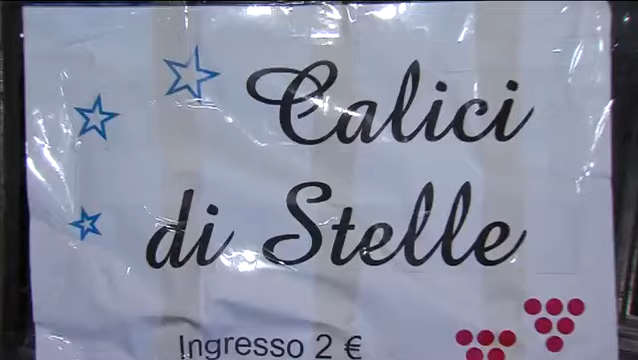 Calici
di Stelle
Ingresso 2 €